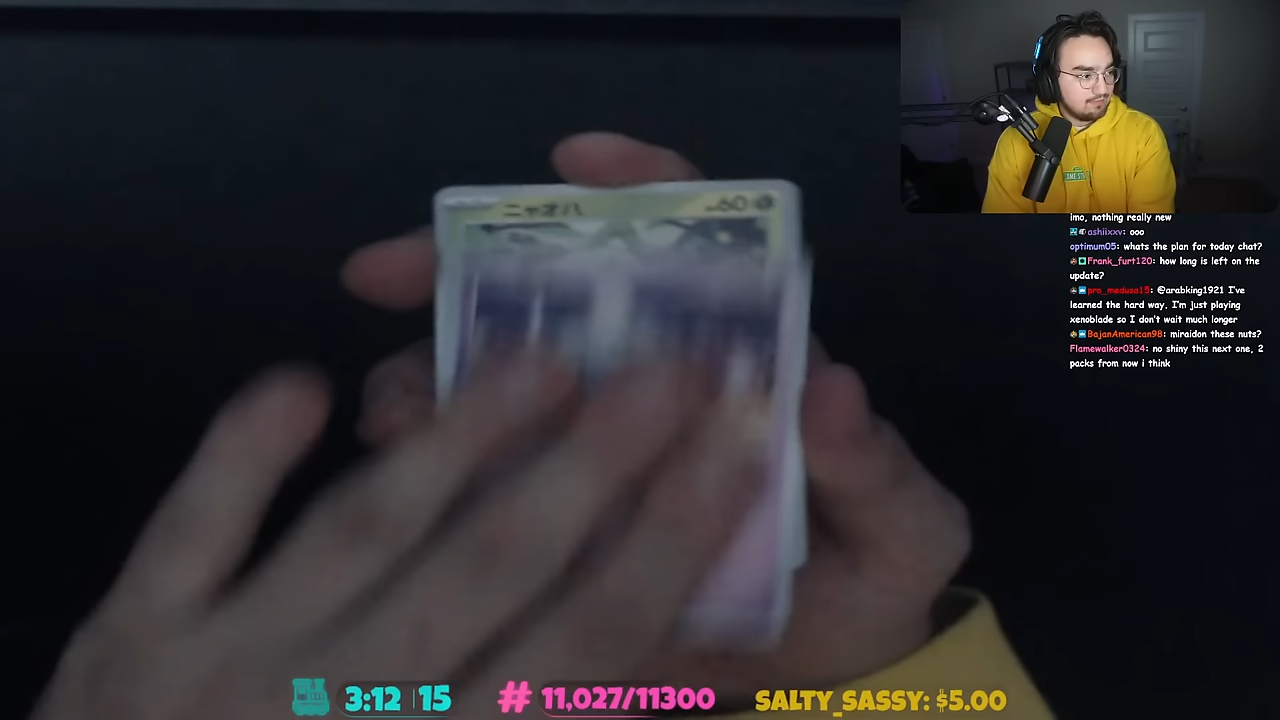 ニャオハ
60
imo, nothing really new
ashiixxv: ooo
optimum05: whats the plan for today chat?
Frank_furt120: how long is left on the
update?
pro_medusa15: @arabking1921 I've
learned the hard way. I'm just playing
xenoblade so I don't wait much longer
BajanAmerican98: miraidon these nuts?
Flamewalker0324: no shiny this next one, 2
packs from now i think
3:12 | 15
# 11,027/11300
SALTY_SASSY: $5.00